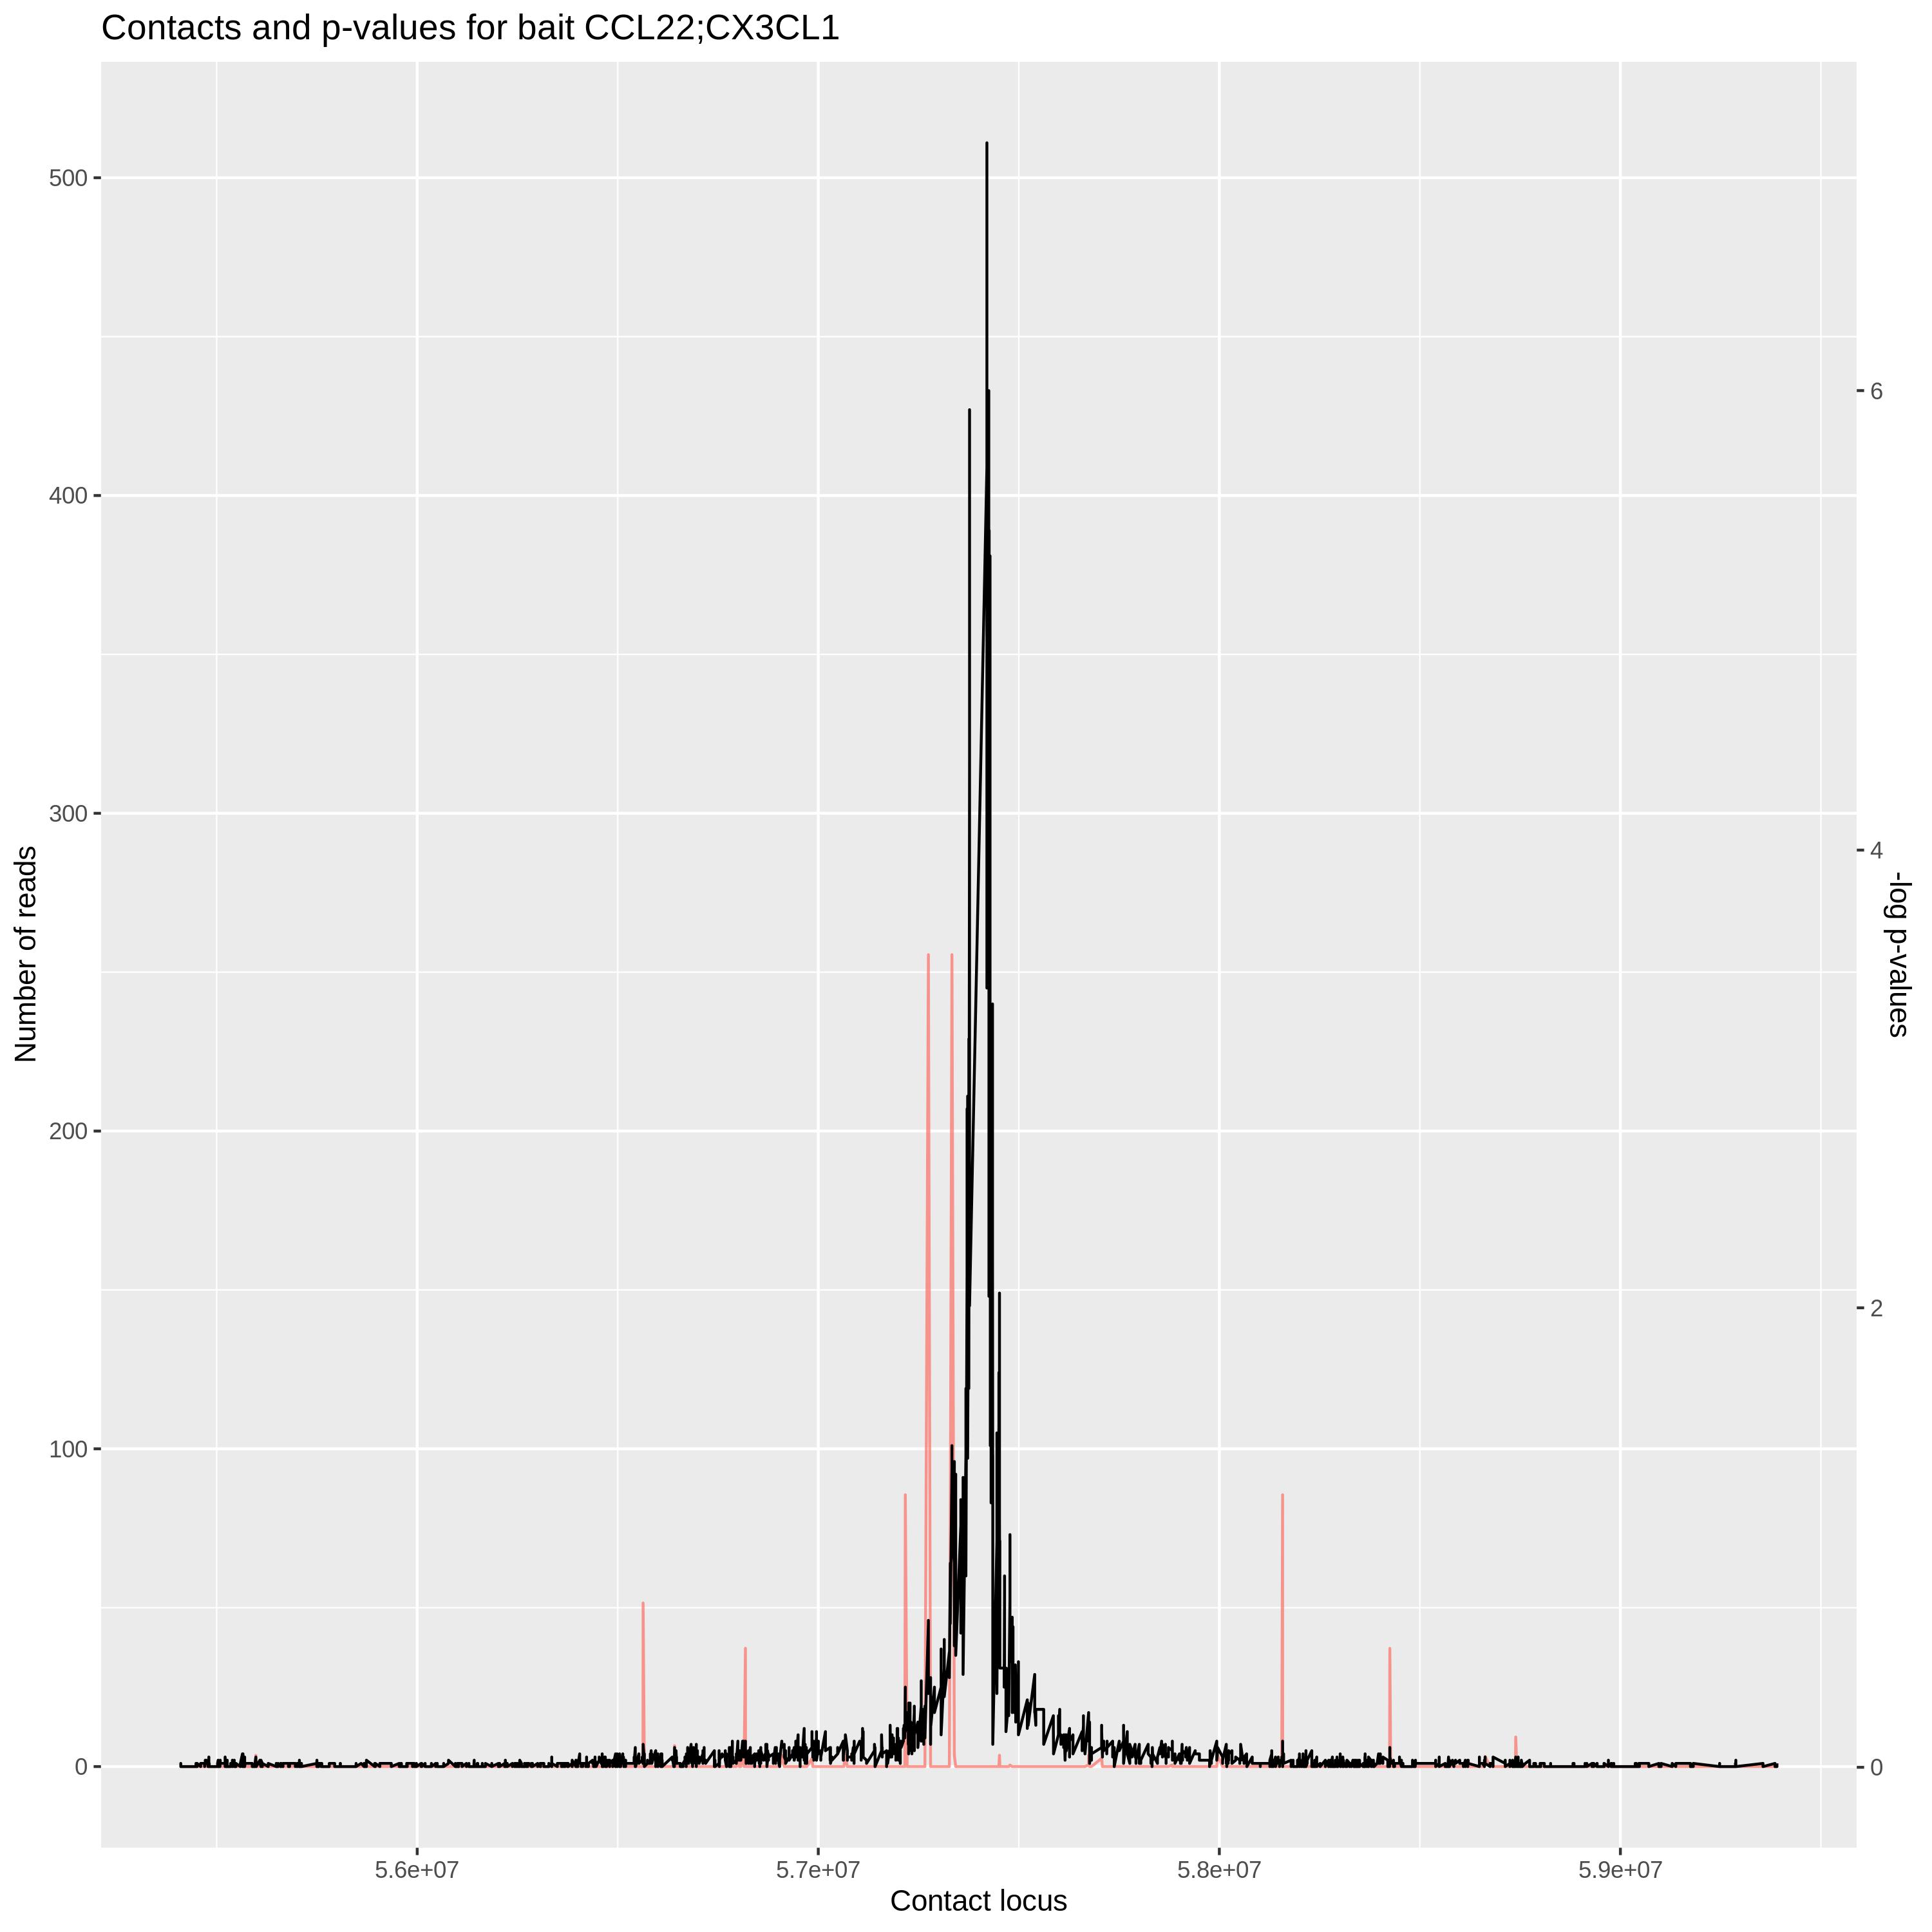 Contacts and p-values for bait CCL22;CX3CL1
500
400
300
200
100
0
Number of reads
6
4
2
0
-log p-values
5.6e+07
5.7e+07
5.8e+07
5.9e+07
Contact locus